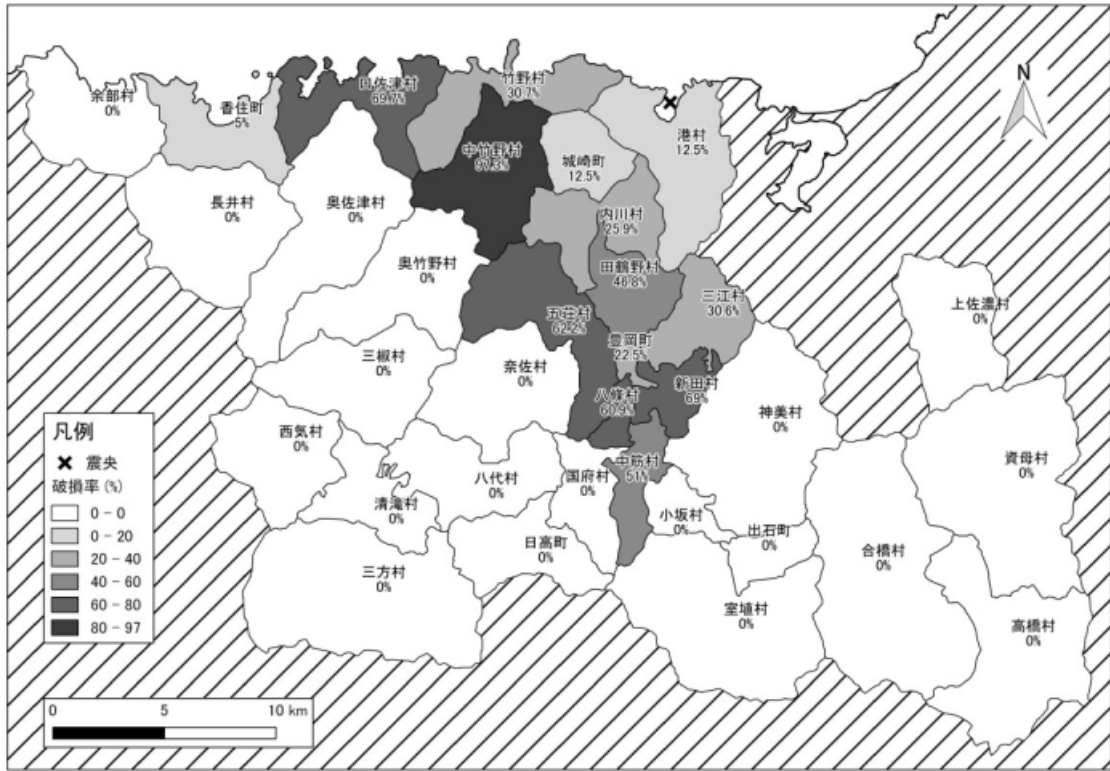 余部村
0%
香住町
5%
口佐津村
69.7%
竹野村
30.7%
N
港村
12.5%
中竹野村
97.3%
城崎町
12.5%
長井村
0%
奥佐津村
0%
内川村
25.9%
奥竹野村
0%
田鶴野村
46.8%
三江村
30.6%
上佐濃村
0%
五荘村
62.2%
豊岡町
22.5%
三椒村
0%
奈佐村
0%
八條村
60.9%
新田村
69%
神美村
0%
西気村
0%
中筋村
51%
資母村
0%
八代村
0%
国府村
0%
清滝村
0%
小坂村
0%
出石町
0%
日高町
0%
合橋村
0%
三方村
0%
室埴村
0%
高橋村
0%
凡例
震央
破損率(%)
0 - 0
0 - 20
20 - 40
40 - 60
60 - 80
80 - 97
0 5 10 km